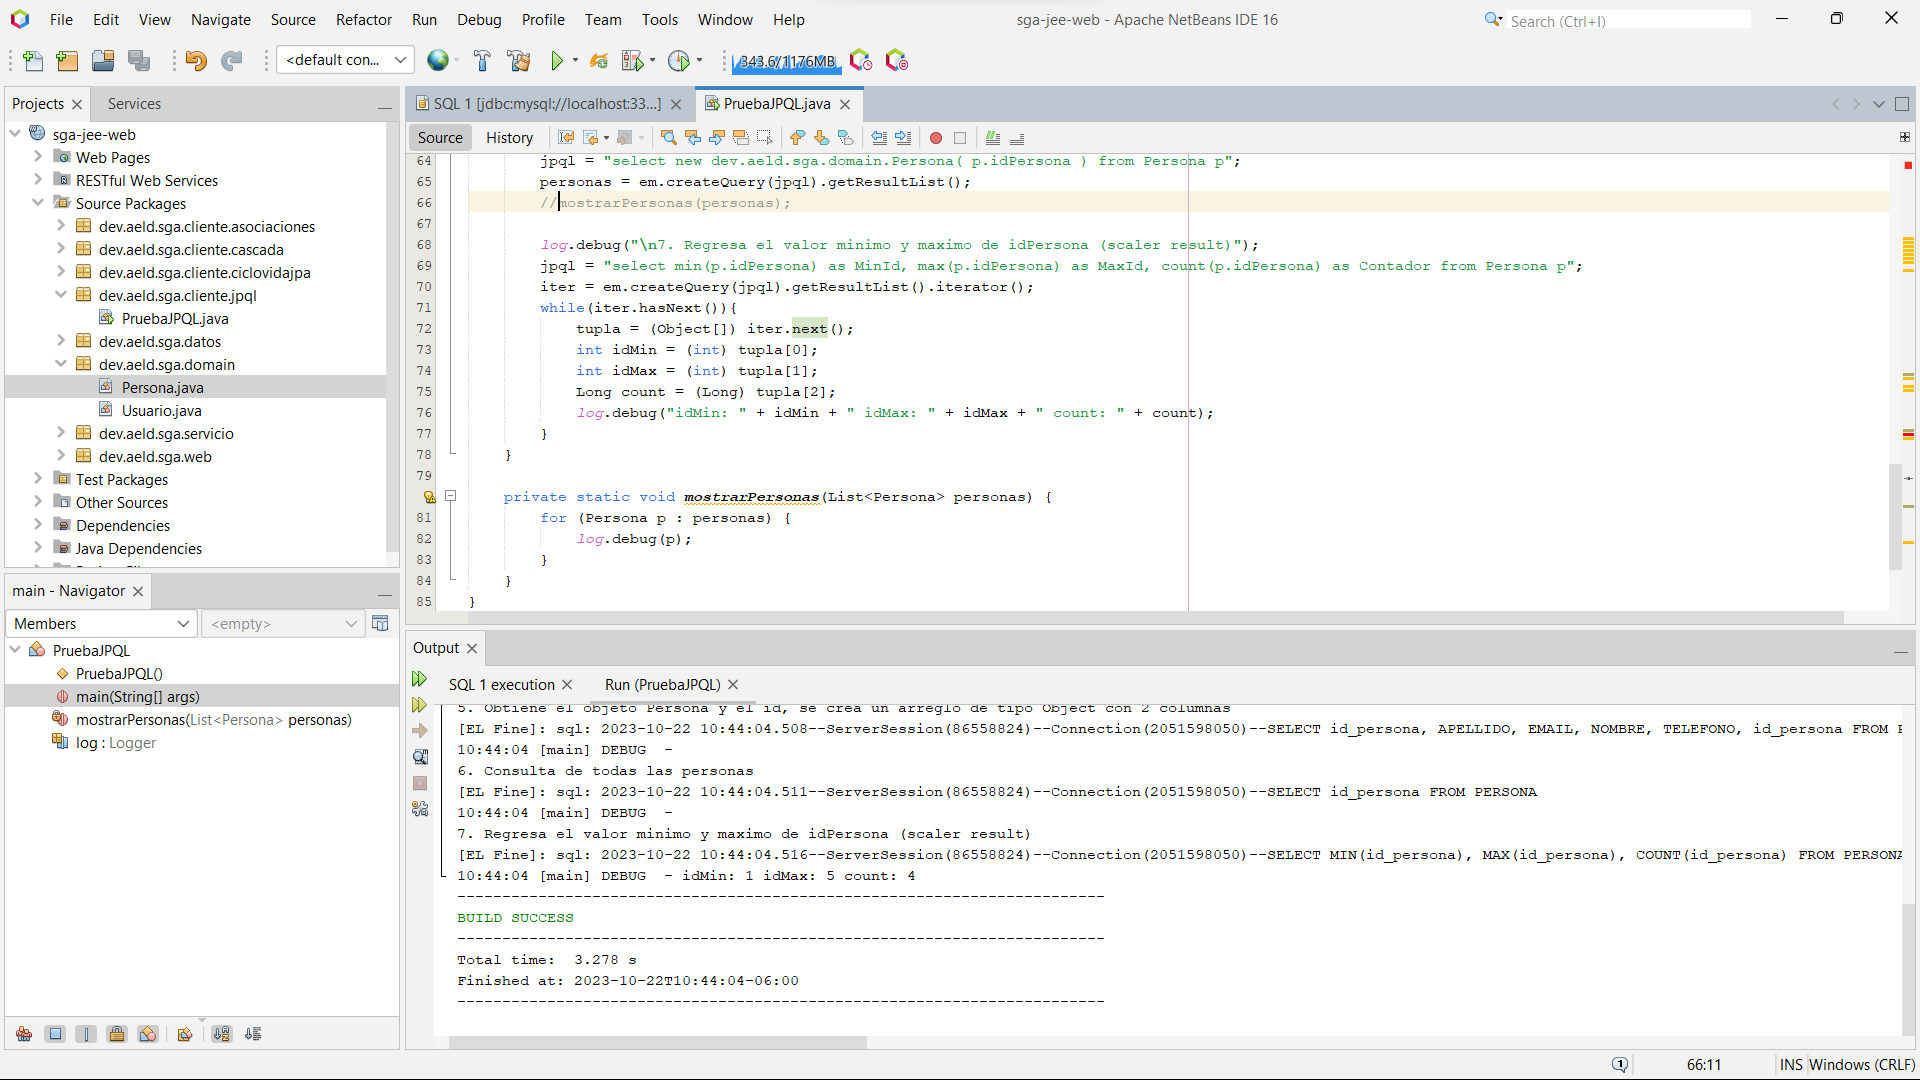 File Edit View Navigate Source Refactor Run Debug Profile Team Tools Window Help
sga-jee-web - Apache NetBeans IDE 16
Search (Ctrl+I)
<default con...
343.6/1176MB
Projects
Services
sga-jee-web
Web Pages
RESTful Web Services
Source Packages
dev.aeld.sga.cliente.asociaciones
dev.aeld.sga.cliente.cascada
dev.aeld.sga.cliente.ciclovidajpa
dev.aeld.sga.cliente.jpql
PruebaJPQL.java
dev.aeld.sga.datos
dev.aeld.sga.domain
Persona.java
Usuario.java
dev.aeld.sga.servicio
dev.aeld.sga.web
Test Packages
Other Sources
Dependencies
Java Dependencies
main - Navigator
Members
<empty>
PruebaJPQL
PruebaJPQL()
main(String[] args)
mostrarPersonas(List<Persona> personas)
log : Logger
SQL 1 [jdbc:mysql://localhost:33...]
PruebaJPQL.java
Source
History
64 jpql = "select new dev.aeld.sga.domain.Persona( p.idPersona ) from Persona p";
65 personas = em.createQuery(jpql).getResultList();
66 //mostrarPersonas(personas);
67
68 log.debug("\n7. Regresa el valor minimo y maximo de idPersona (scaler result)");
69 jpql = "select min(p.idPersona) as MinId, max(p.idPersona) as MaxId, count(p.idPersona) as Contador from Persona p";
70 iter = em.createQuery(jpql).getResultList().iterator();
71 while(iter.hasNext()){
72 tupla = (Object[]) iter.next();
73 int idMin = (int) tupla[0];
74 int idMax = (int) tupla[1];
75 Long count = (Long) tupla[2];
76 log.debug("idMin: " + idMin + " idMax: " + idMax + " count: " + count);
77 }
78 }
79
private static void mostrarPersonas(List<Persona> personas) {
81 for (Persona p : personas) {
82 log.debug(p);
83 }
84 }
85 }
Output
SQL 1 execution
Run (PruebaJPQL)
5. Obtiene el objeto Persona y el id, se crea un arreglo de tipo Object con 2 columnas
[EL Fine]: sql: 2023-10-22 10:44:04.508--ServerSession(86558824)--Connection(2051598050)--SELECT id_persona, APELLIDO, EMAIL, NOMBRE, TELEFONO, id_persona FROM
10:44:04 [main] DEBUG -
6. Consulta de todas las personas
[EL Fine]: sql: 2023-10-22 10:44:04.511--ServerSession(86558824)--Connection(2051598050)--SELECT id_persona FROM PERSONA
10:44:04 [main] DEBUG -
7. Regresa el valor minimo y maximo de idPersona (scaler result)
[EL Fine]: sql: 2023-10-22 10:44:04.516--ServerSession(86558824)--Connection(2051598050)--SELECT MIN(id_persona), MAX(id_persona), COUNT(id_persona) FROM PERSONA
10:44:04 [main] DEBUG - idMin: 1 idMax: 5 count: 4
------------------------------------------------------------------------
BUILD SUCCESS
------------------------------------------------------------------------
Total time: 3.278 s
Finished at: 2023-10-22T10:44:04-06:00
------------------------------------------------------------------------
1
66:11
INS
Windows (CRLF)